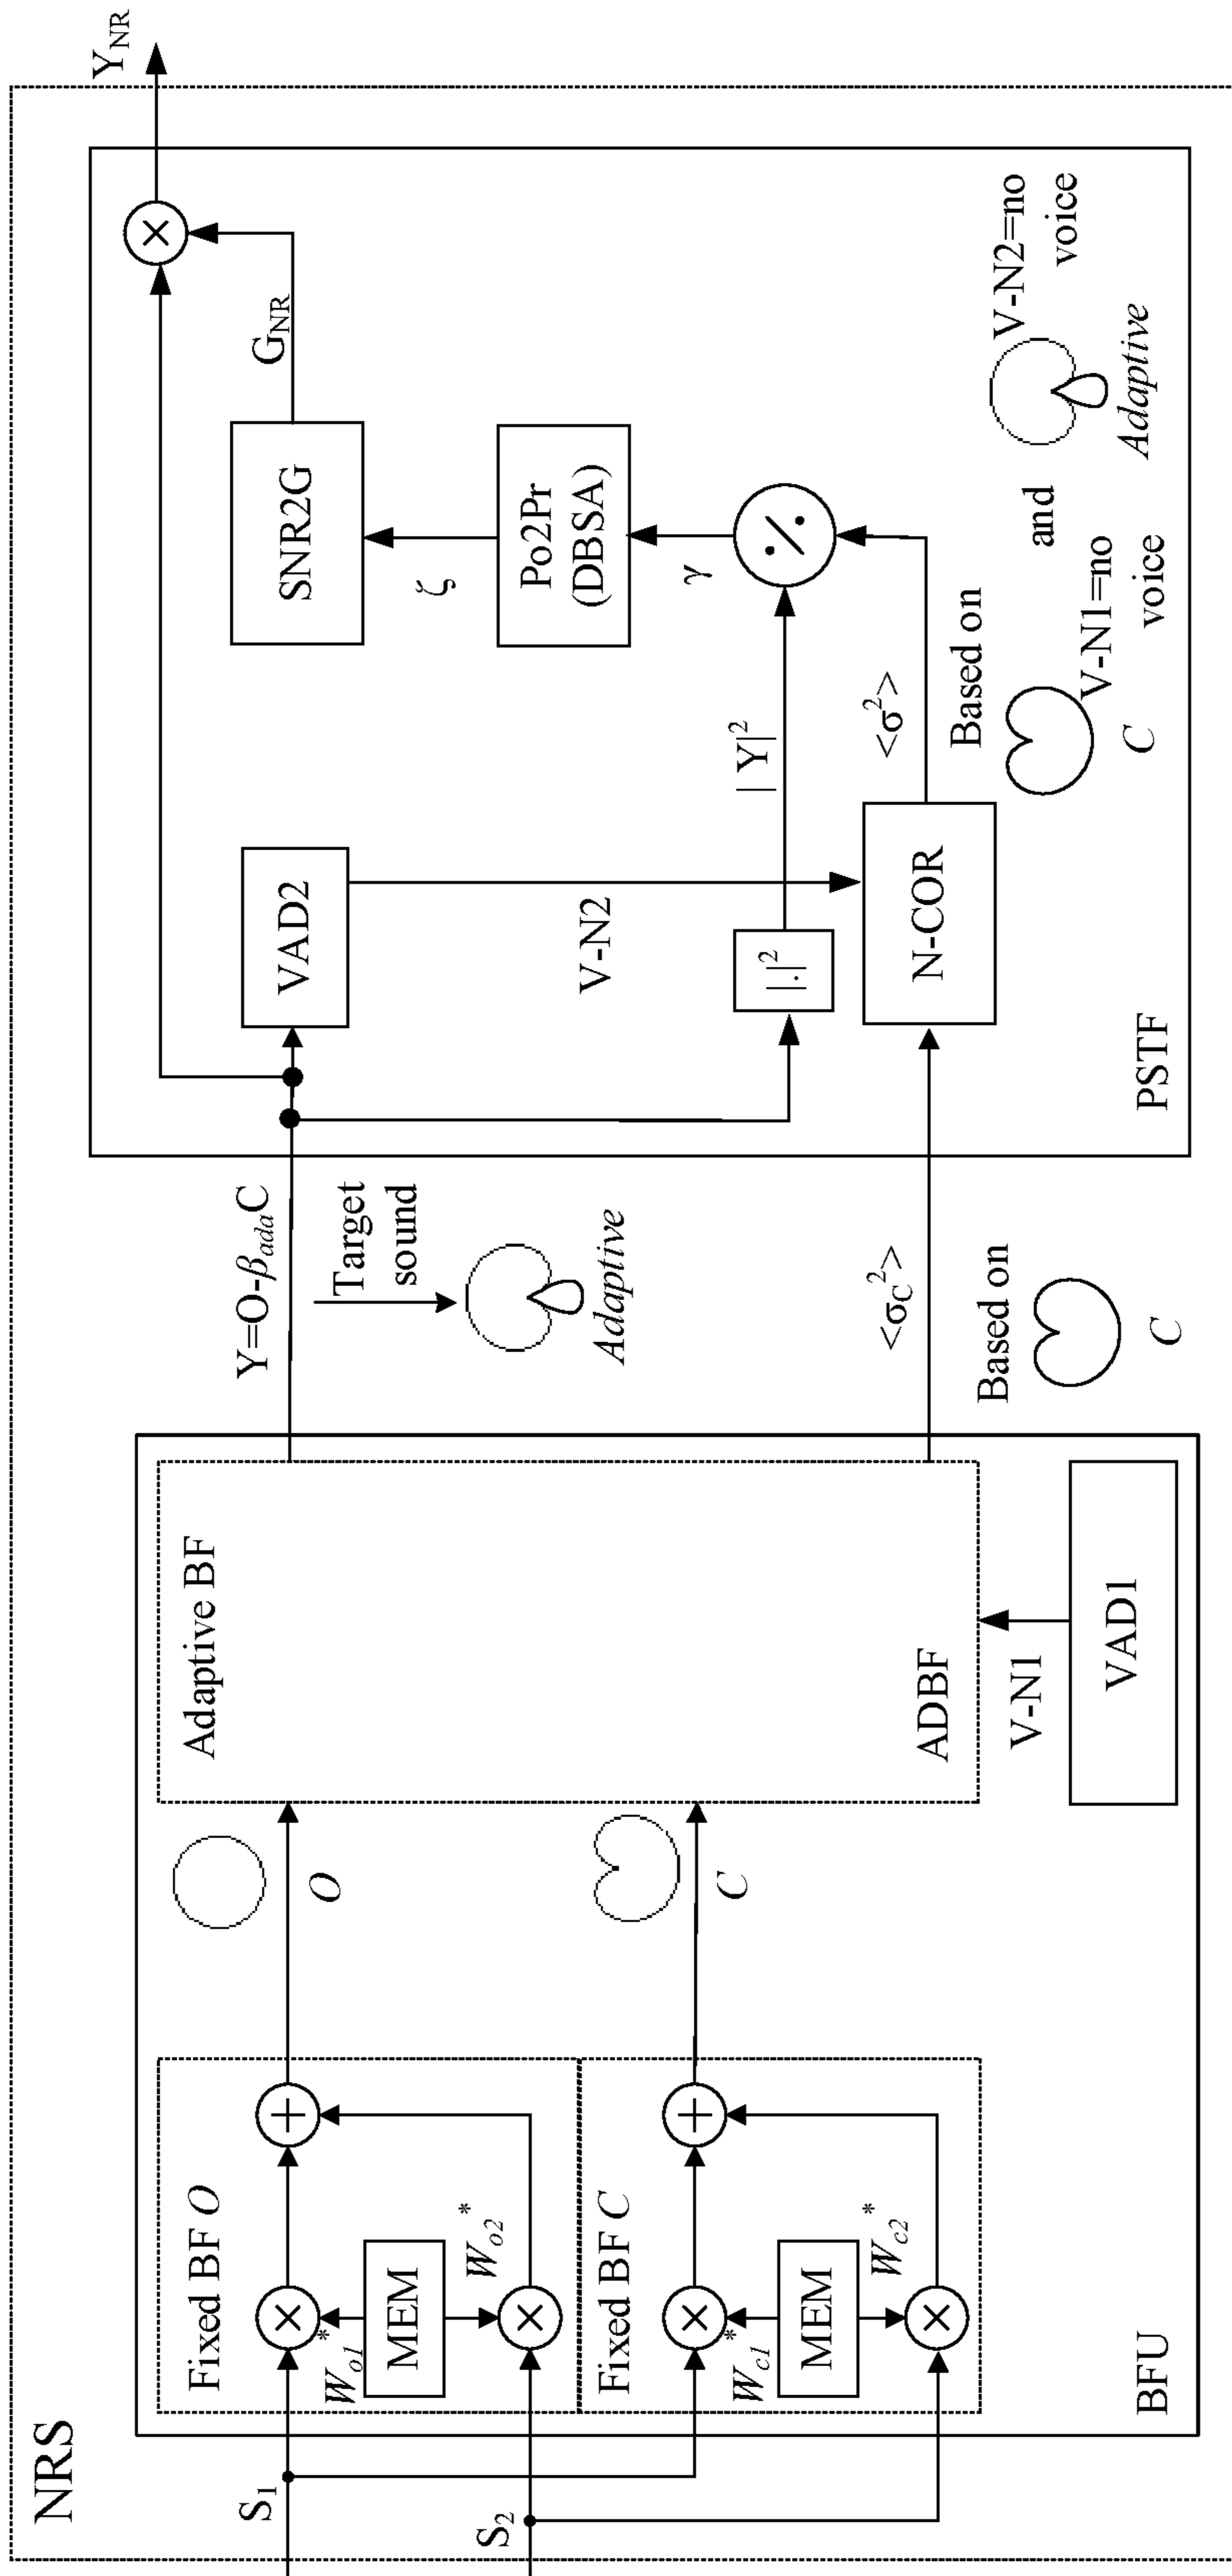 NRS
S1
S2
Fixed BF O
Wo1*
MEM
Wo2*
Fixed BF C
Wc1*
MEM
Wc2*
BFU
O
C
Adaptive BF
ADBF
V-N1
VAD1
Y=O-βadaC
Target
sound
Adaptive
<σC²>
Based on
C
VAD2
V-N2
|.|²
|Y|²
N-COR
<σ²>
γ
Po2Pr
(DBSA)
ζ
SNR2G
GNR
YNR
Based on
V-N1=no
voice
C
and
V-N2=no
voice
Adaptive
PSTF